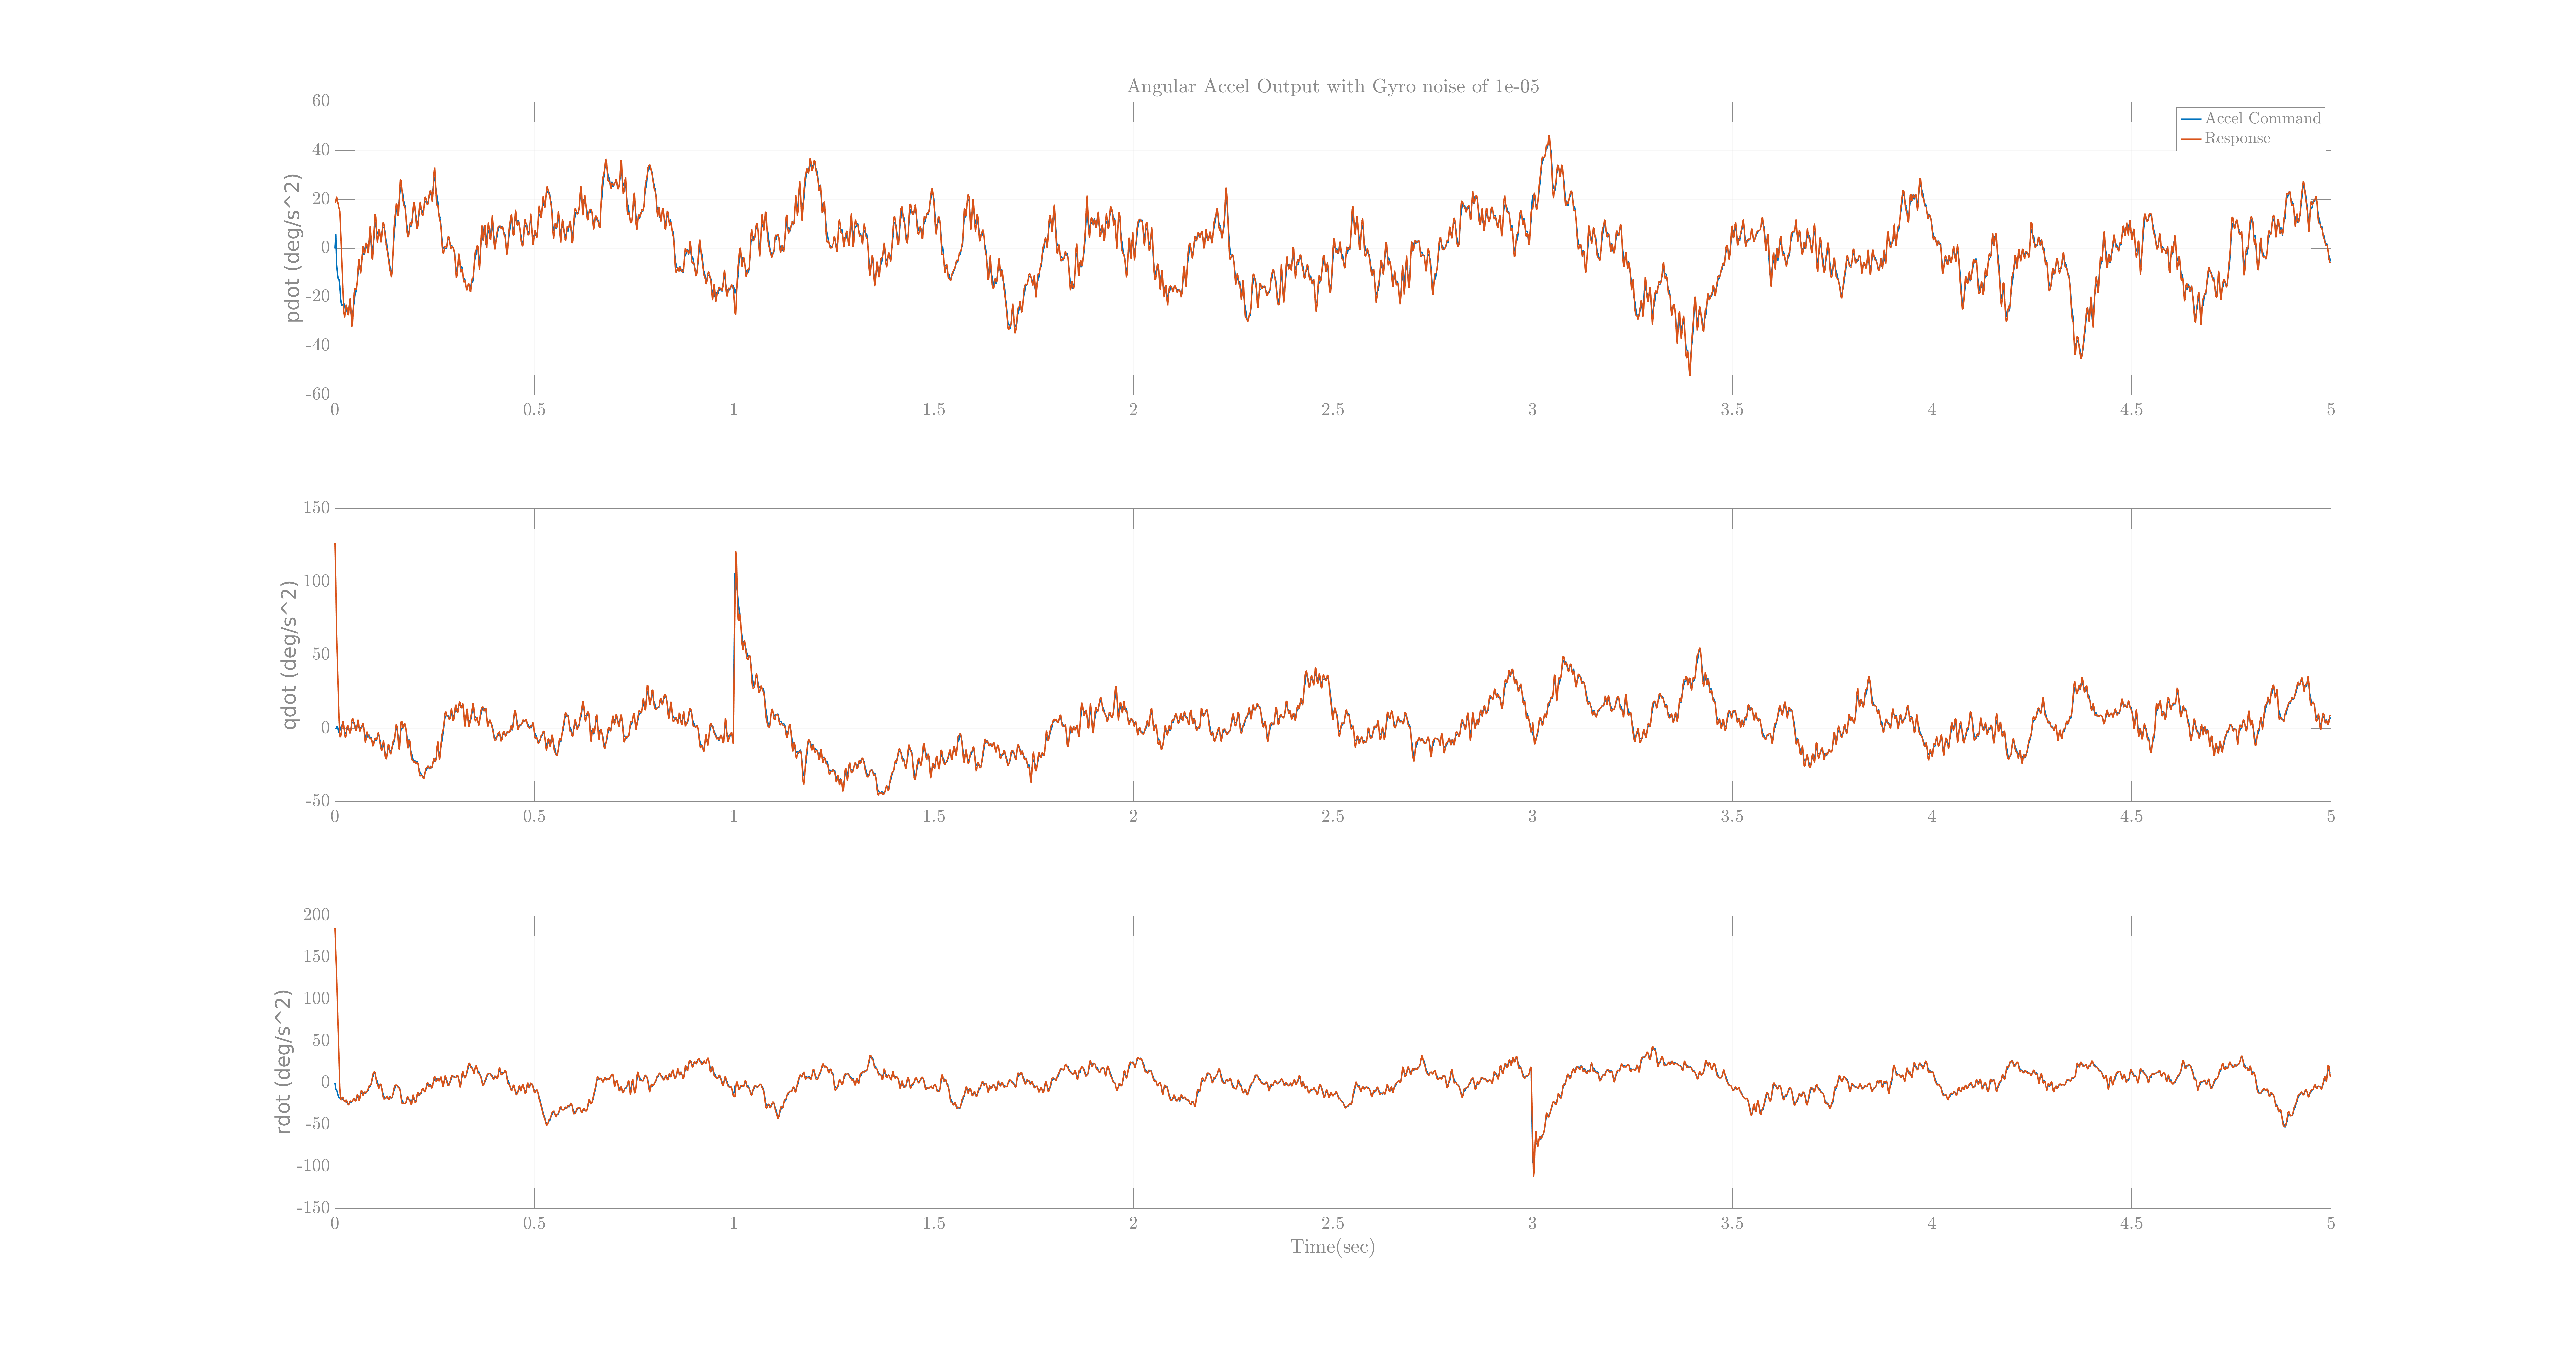 Angular Accel Output with Gyro noise of 1e-05
60
40
20
0
-20
-40
-60
pdot (deg/s^2)
Accel Command
Response
0 0.5 1 1.5 2 2.5 3 3.5 4 4.5 5
150
100
50
0
-50
qdot (deg/s^2)
0 0.5 1 1.5 2 2.5 3 3.5 4 4.5 5
200
150
100
50
0
-50
-100
-150
rdot (deg/s^2)
0 0.5 1 1.5 2 2.5 3 3.5 4 4.5 5
Time(sec)